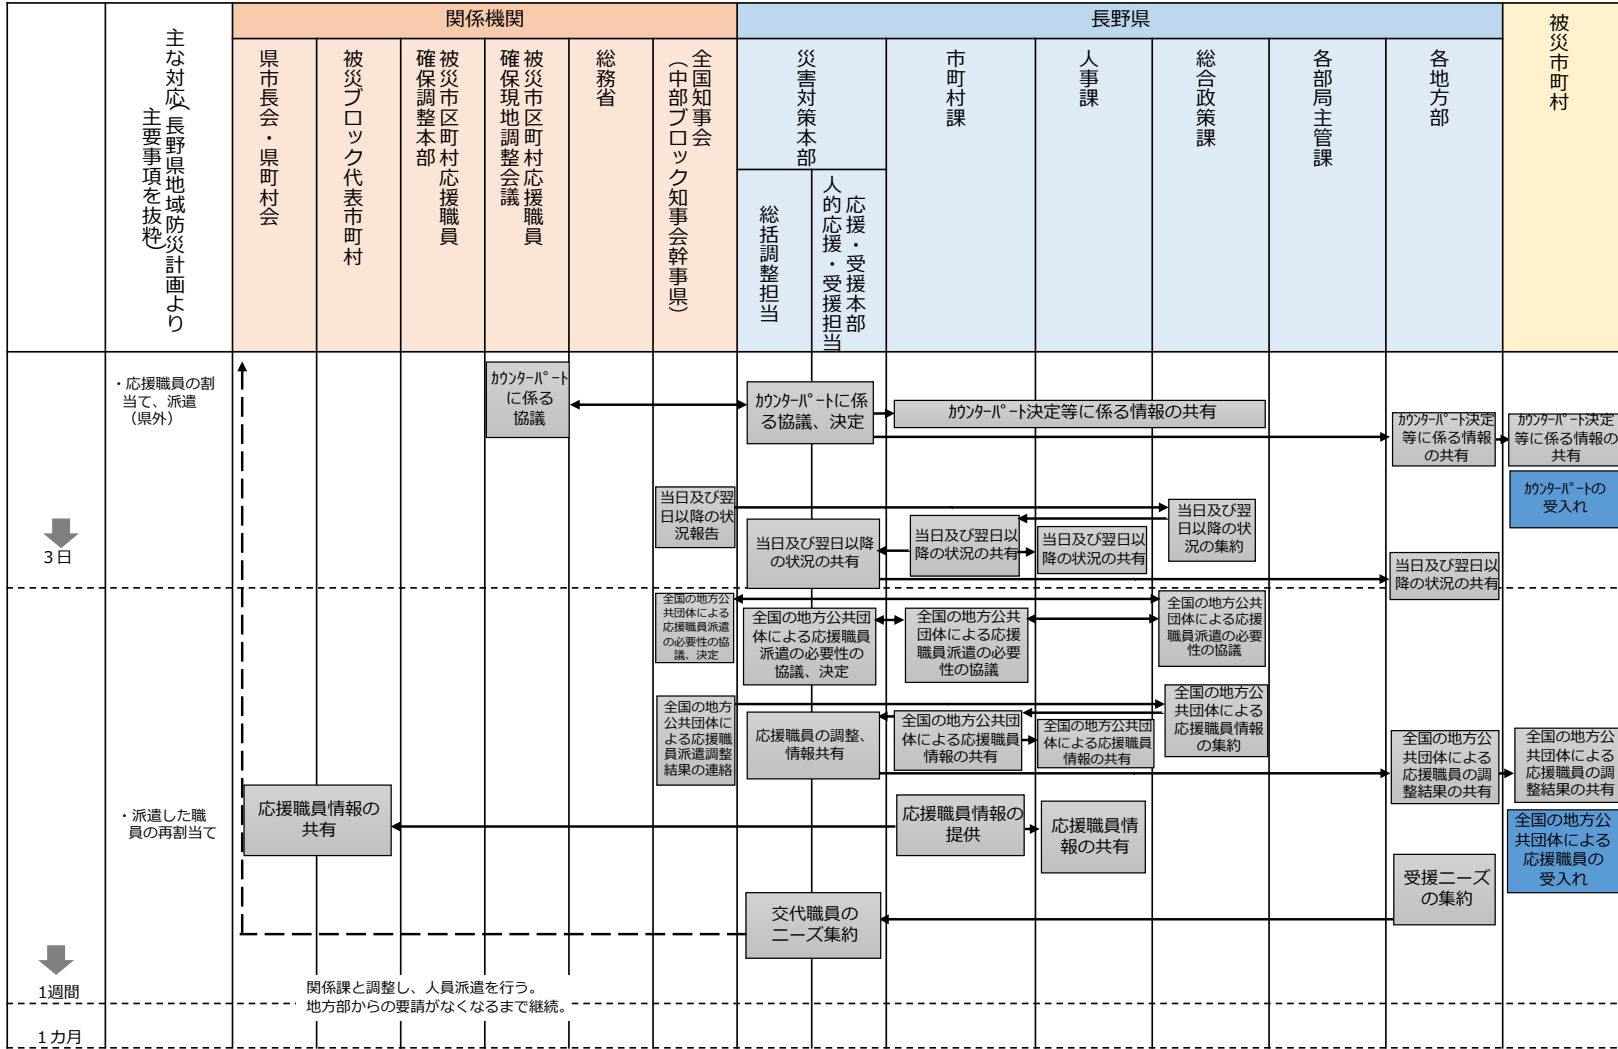 関係機関
長野県
被災市町村
主な対応(長野県地域防災計画より
主要事項を抜粋)
県市長会・県町村会
被災ブロック代表市町村
被災市区町村応援職員
確保調整本部
被災市区町村応援職員
確保現地調整会議
総務省
全国知事会
(中部ブロック知事会幹事県)
災害対策本部
総括調整担当
応援・受援本部
人的応援・受援担当
市町村課
人事課
総合政策課
各部局主管課
各地方部
・応援職員の割
当て、派遣
(県外)
ｶｳﾝﾀｰﾊﾟｰﾄ
に係る
協議
ｶｳﾝﾀｰﾊﾟｰﾄに係
る協議、決定
ｶｳﾝﾀｰﾊﾟｰﾄ決定等に係る情報の共有
ｶｳﾝﾀｰﾊﾟｰﾄ決定
等に係る情報
の共有
ｶｳﾝﾀｰﾊﾟｰﾄ決定
等に係る情報の
共有
ｶｳﾝﾀｰﾊﾟｰﾄの
受入れ
当日及び翌
日以降の状
況報告
当日及び翌日以降
の状況の共有
当日及び翌日以
降の状況の共有
当日及び翌日以
降の状況の共有
当日及び翌
日以降の状
況の集約
当日及び翌日以
降の状況の共有
3日
全国の地方公
共団体による
応援職員派遣
の必要性の協
議、決定
全国の地方公共団
体による応援職員
派遣の必要性の
協議、決定
全国の地方公共
団体による応援
職員派遣の必要
性の協議
全国の地方公共
団体による応援
職員派遣の必要
性の協議
全国の地方
公共団体に
よる応援職
員派遣調整
結果の連絡
応援職員の調整、
情報共有
全国の地方公共団
体による応援職員
情報の共有
全国の地方公共団
体による応援職員
情報の共有
全国の地方公
共団体による
応援職員情報
の集約
全国の地方公
共団体による
応援職員の調
整結果の共有
全国の地方公
共団体による
応援職員の調
整結果の共有
・派遣した職
員の再割当て
応援職員情報の
共有
応援職員情報の
提供
応援職員情
報の共有
全国の地方公
共団体による
応援職員の
受入れ
受援ニーズ
の集約
交代職員の
ニーズ集約
1週間
関係課と調整し、人員派遣を行う。
地方部からの要請がなくなるまで継続。
1カ月